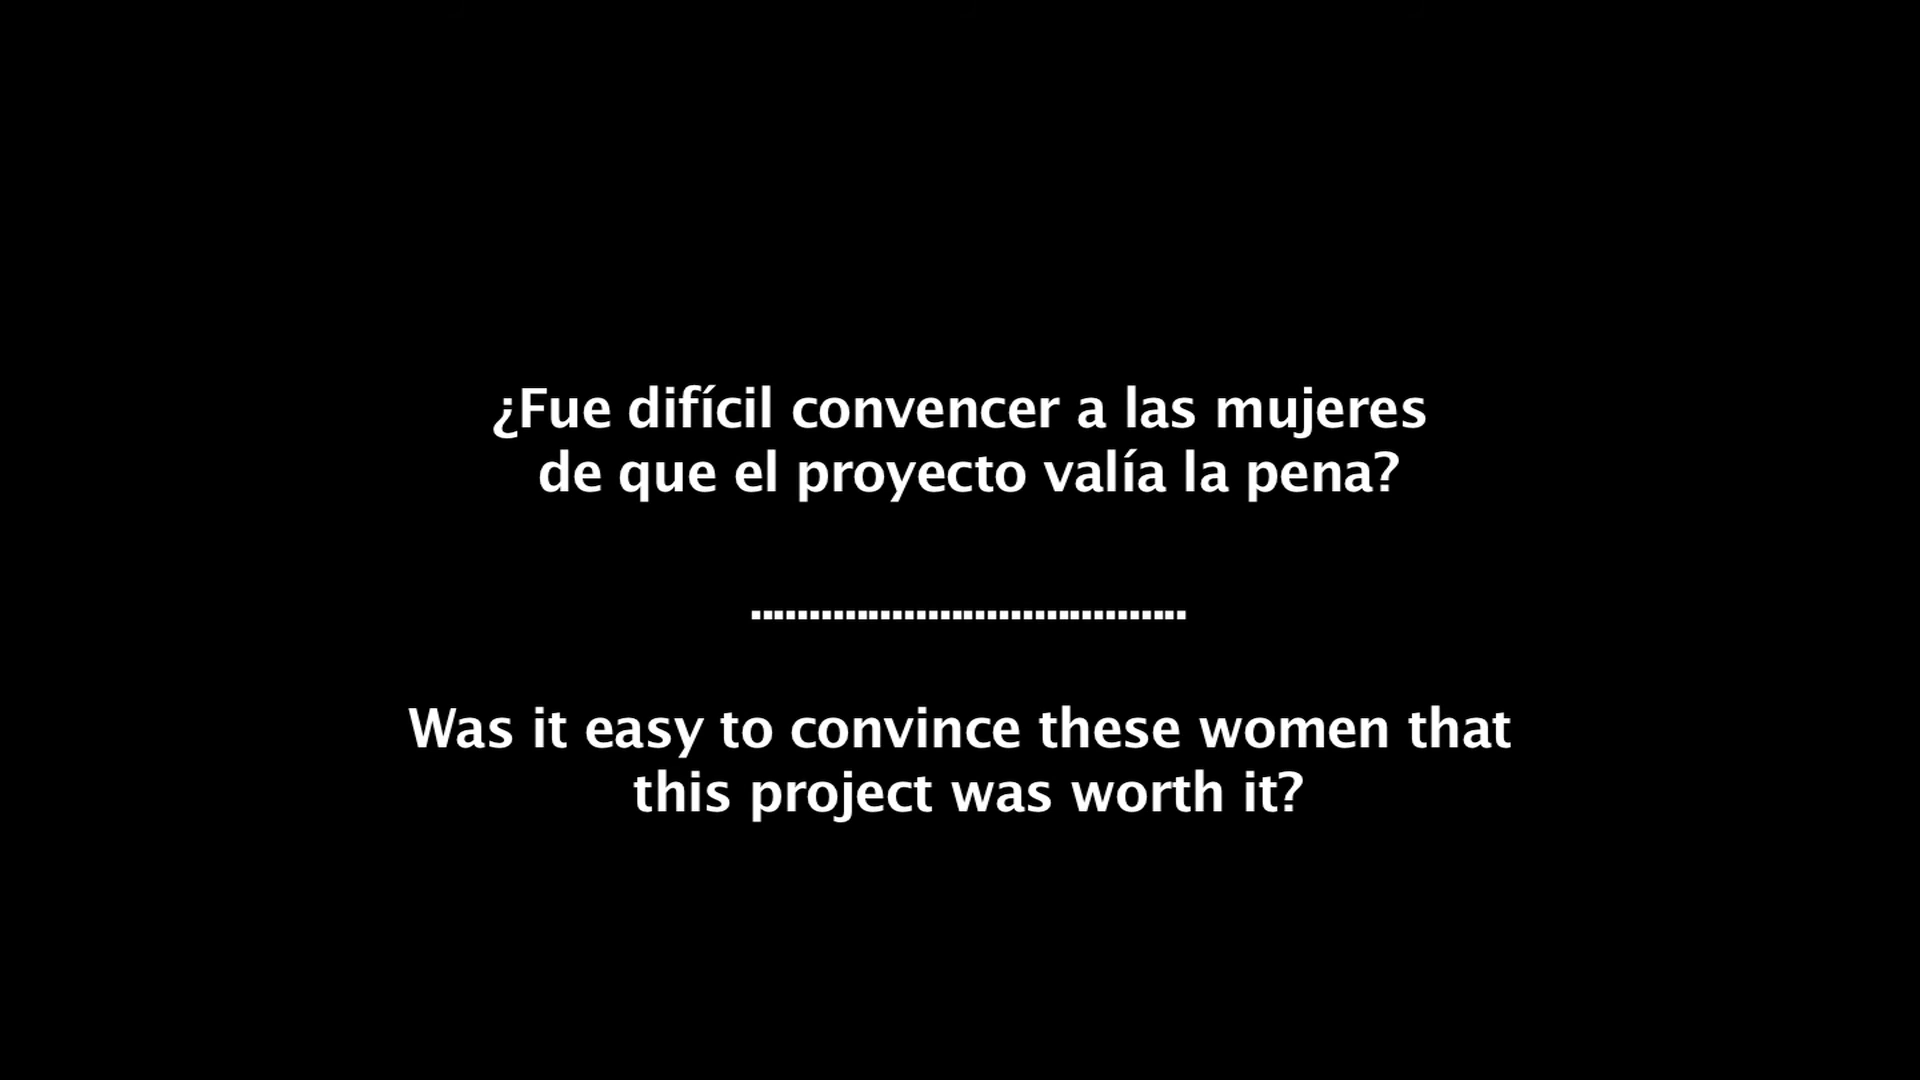 ¿Fue difícil convencer a las mujeres
de que el proyecto valía la pena?
.....................................
Was it easy to convince these women that
this project was worth it?